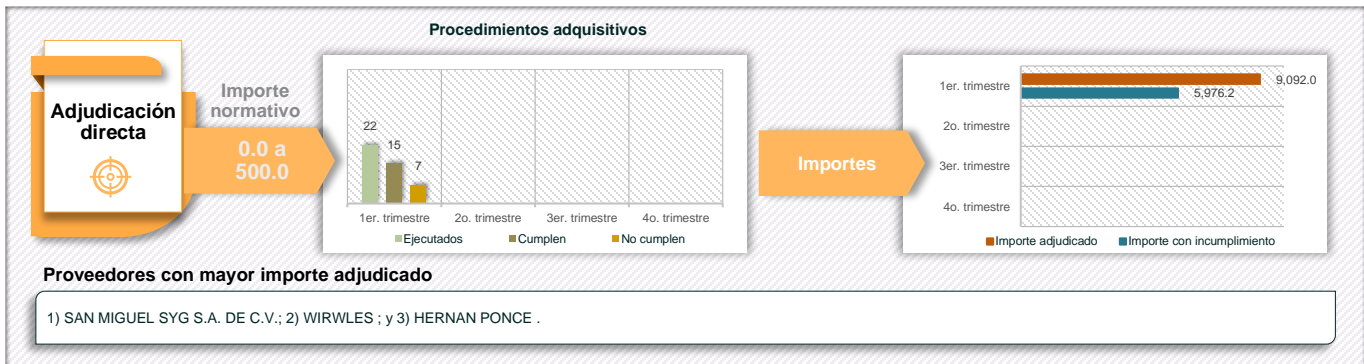 Procedimientos adquisitivos
Adjudicación
directa
Importe
normativo
0.0 a
500.0
22
15
7
1er. trimestre
2o. trimestre
3er. trimestre
4o. trimestre
Ejecutados
Cumplen
No cumplen
Importes
1er. trimestre
9,092.0
5,976.2
2o. trimestre
3er. trimestre
4o. trimestre
Importe adjudicado
Importe con incumplimiento
Proveedores con mayor importe adjudicado
1) SAN MIGUEL SYG S.A. DE C.V.; 2) WIRWLES ; y 3) HERNAN PONCE .